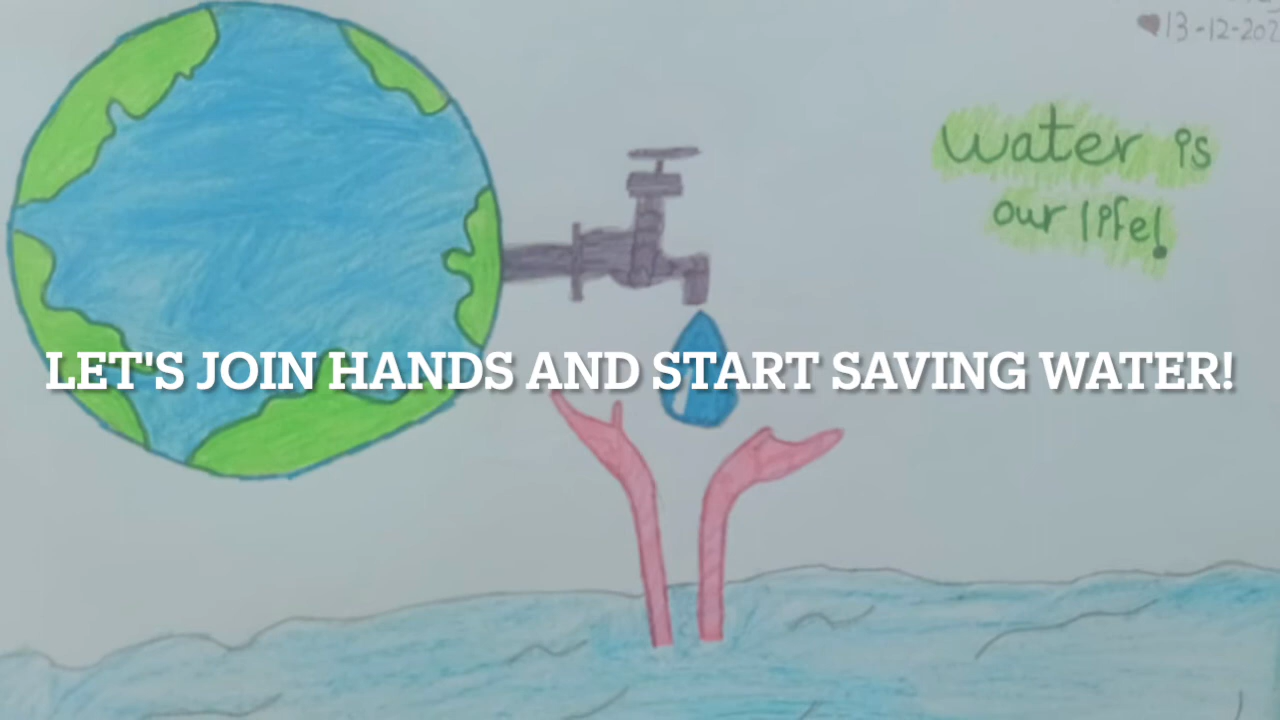 13-12-202
water is
our life!
LET'S JOIN HANDS AND START SAVING WATER!